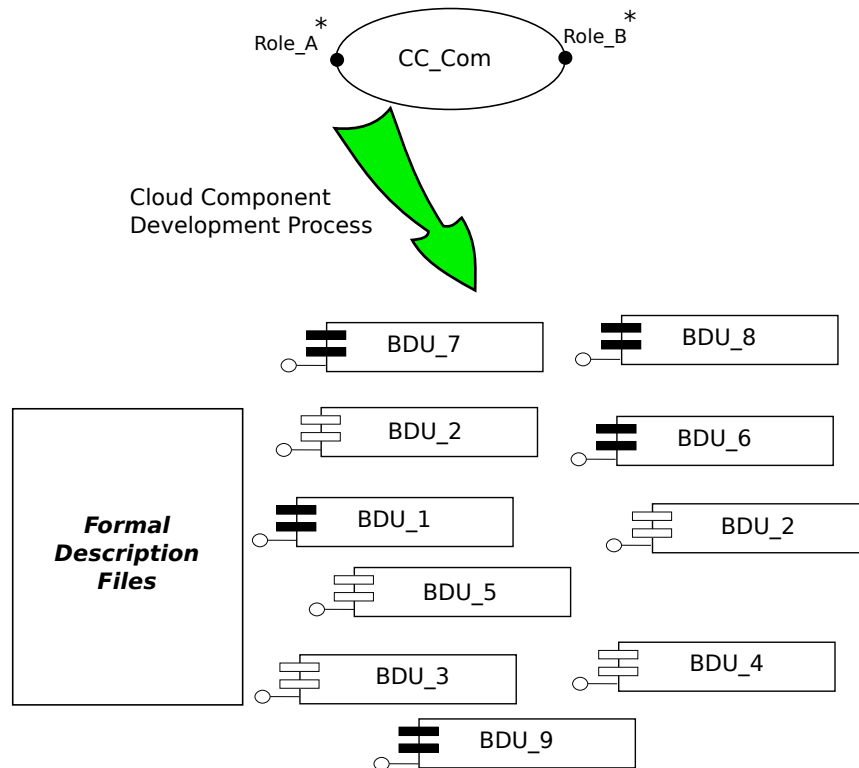 *
*
Role_A
Role_B
CC_Com
Cloud Component
Development Process
BDU_7
BDU_8
BDU_2
BDU_6
Formal
Description
Files
BDU_1
BDU_2
BDU_5
BDU_3
BDU_4
BDU_9